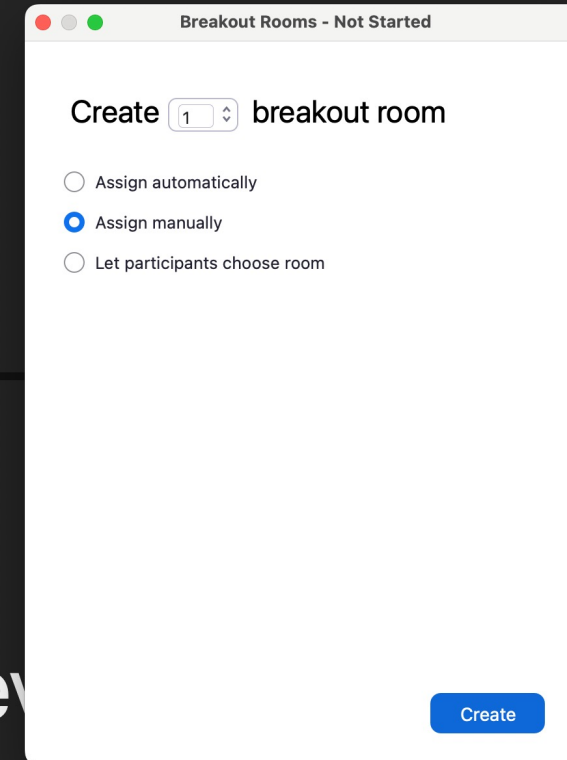 Breakout Rooms - Not Started
Create 1 breakout room
Assign automatically
Assign manually
Let participants choose room
Create